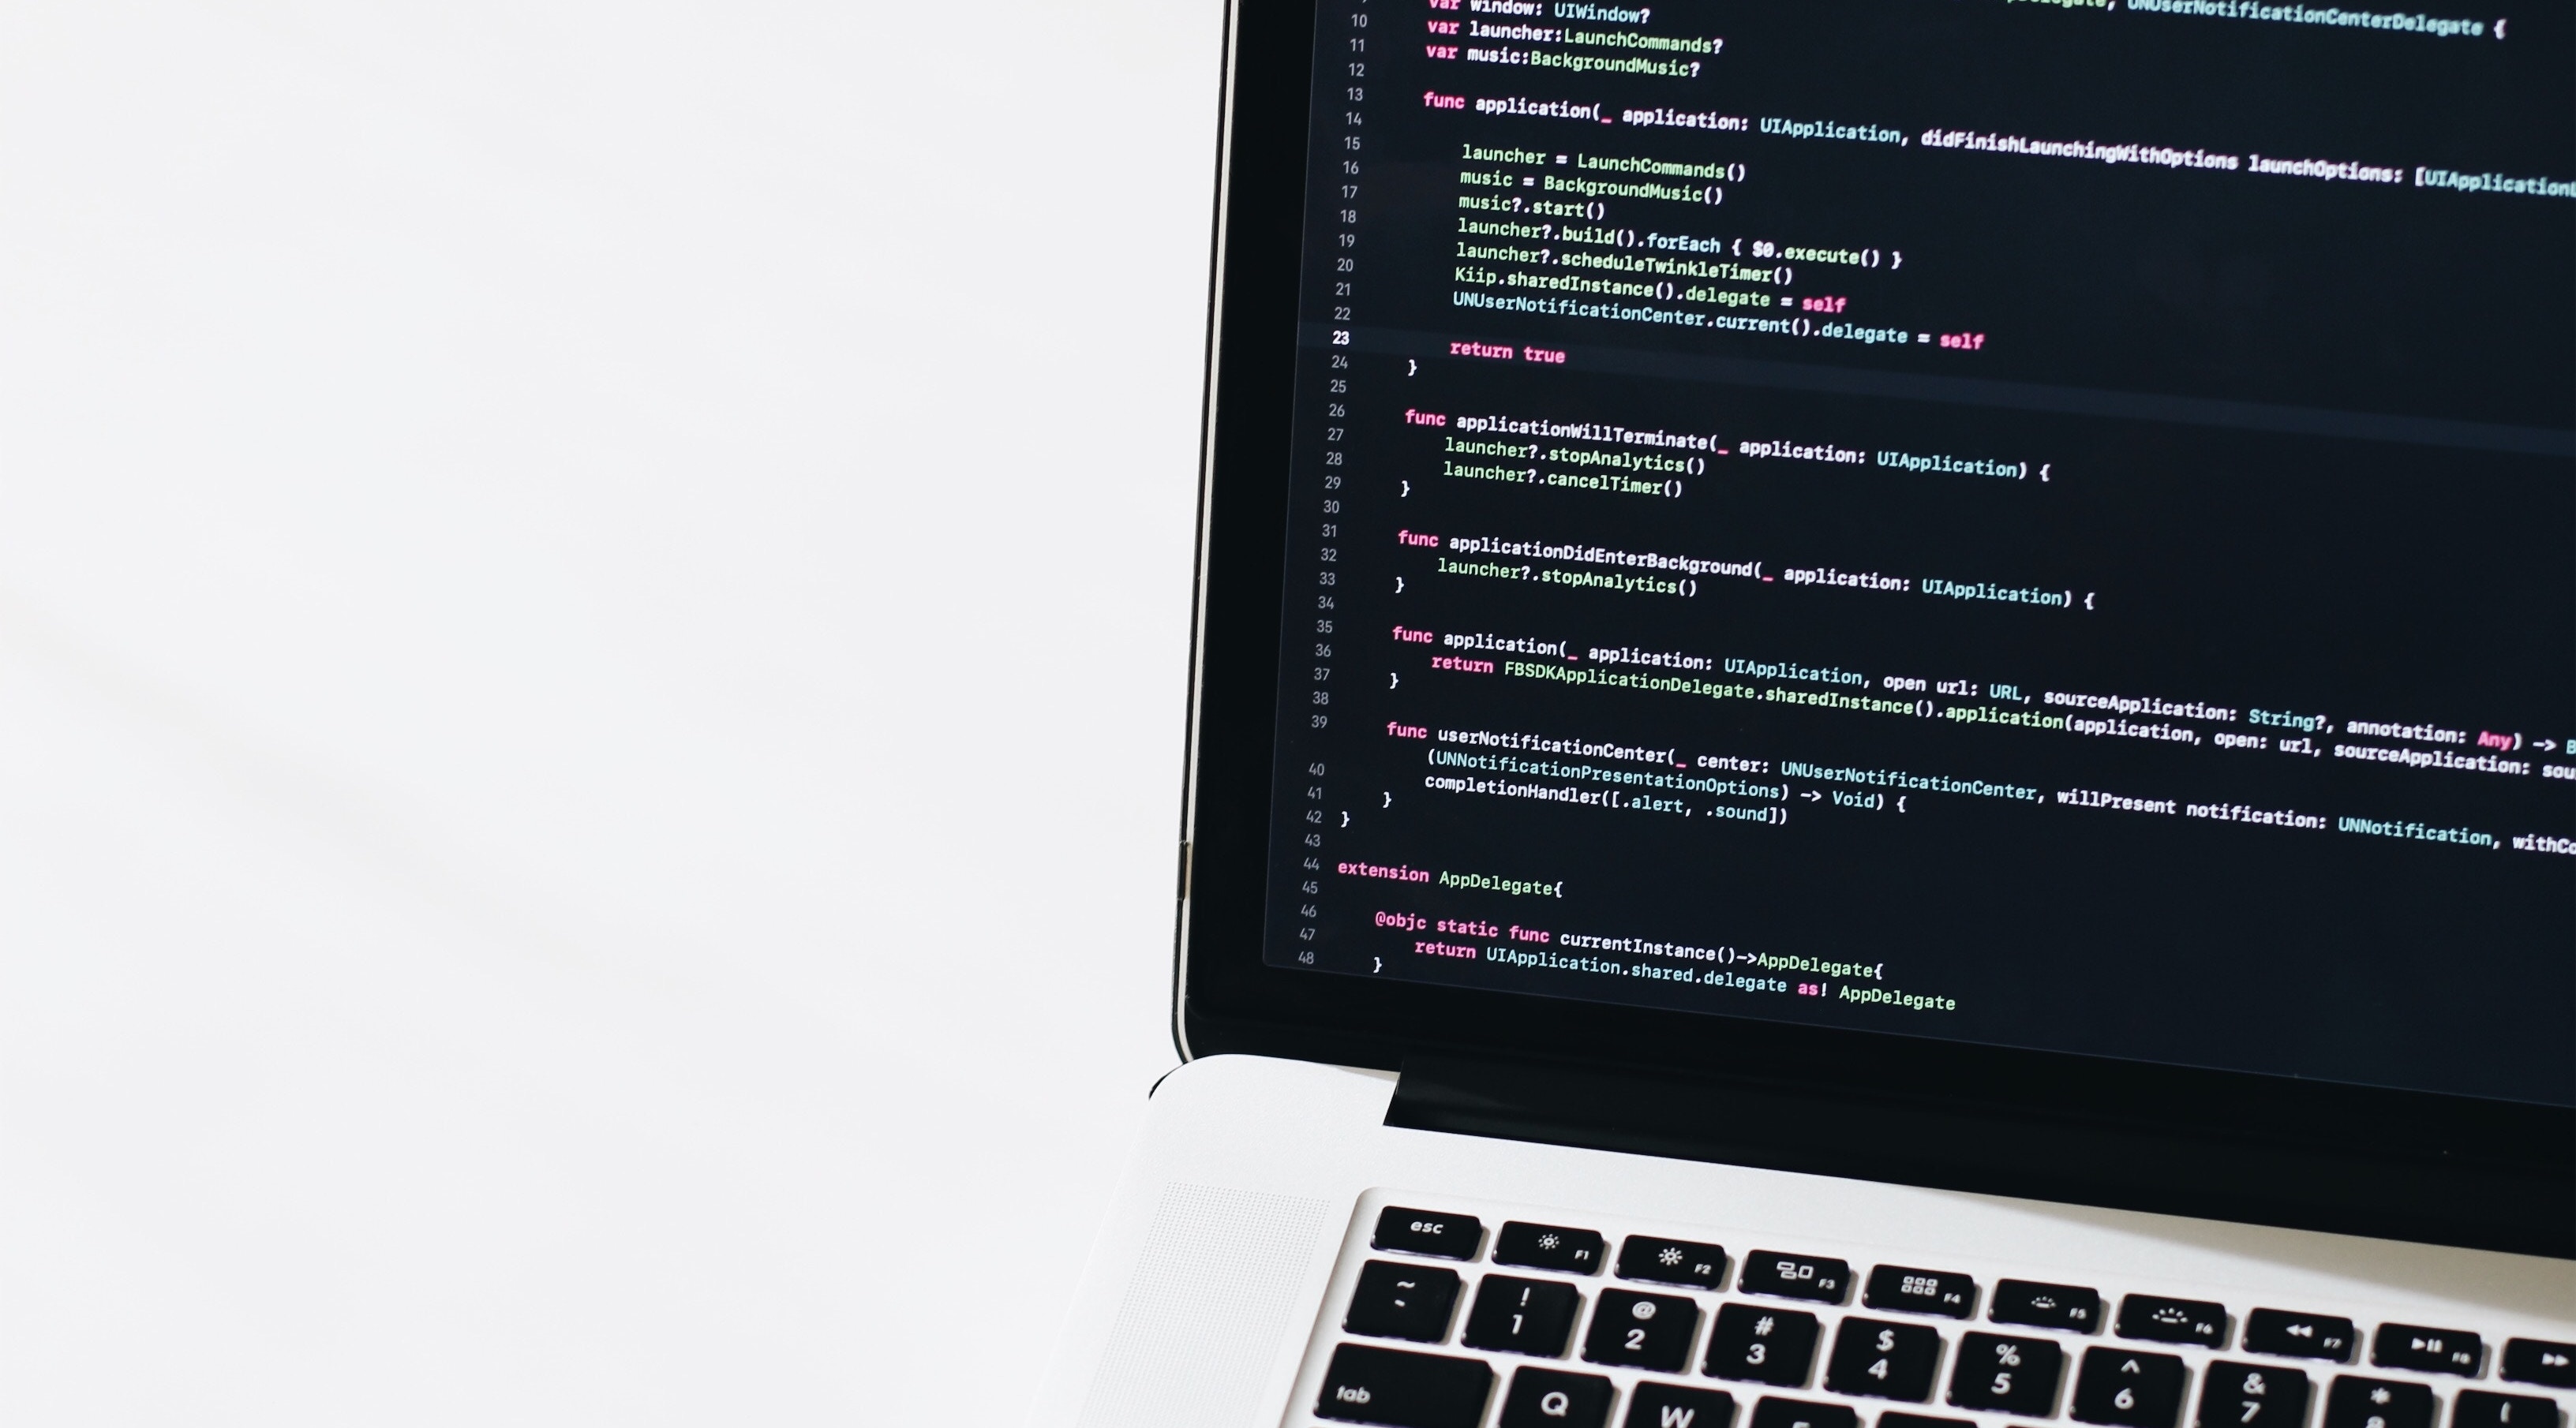 UNUserNotificationCenterDelegate {
10 var window: UIWindow?
11 var launcher:LaunchCommands?
12 var music:BackgroundMusic?
13
14 func application(_ application: UIApplication, didFinishLaunchingWithOptions launchOptions: [UIApplication
15
16 launcher = LaunchCommands()
17 music = BackgroundMusic()
18 music?.start()
19 launcher?.build().forEach { $0.execute() }
20 launcher?.scheduleTwinkleTimer()
21 Kiip.sharedInstance().delegate = self
22 UNUserNotificationCenter.current().delegate = self
23
24 return true
25 }
26 func applicationWillTerminate(_ application: UIApplication) {
27 launcher?.stopAnalytics()
28 launcher?.cancelTimer()
29 }
30
31 func applicationDidEnterBackground(_ application: UIApplication) {
32 launcher?.stopAnalytics()
33 }
34
35 func application(_ application: UIApplication, open url: URL, sourceApplication: String?, annotation: Any) ->
36 return FBSDKApplicationDelegate.sharedInstance().application(application, open: url, sourceApplication:
37 }
38
39 func userNotificationCenter(_ center: UNUserNotificationCenter, willPresent notification: UNNotification,
(UNNotificationPresentationOptions) -> Void) {
40 completionHandler([.alert, .sound])
41 }
42 }
43
44 extension AppDelegate{
45
46 @objc static func currentInstance()->AppDelegate{
47 return UIApplication.shared.delegate as! AppDelegate
48 }
esc F1 F2 F3 F4 F5 F6 F7 F8
~ ! @ # $ % ^ & *
` 1 2 3 4 5 6 7
tab Q W